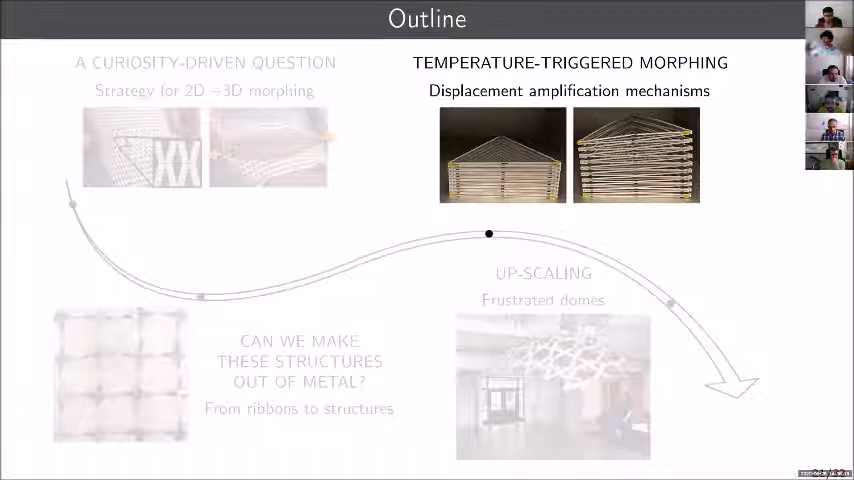 Outline
A CURIOSITY-DRIVEN QUESTION
Strategy for 2D→3D morphing
TEMPERATURE-TRIGGERED MORPHING
Displacement amplification mechanisms
UP-SCALING
Frustrated domes
CAN WE MAKE
THESE STRUCTURES
OUT OF METAL?
From ribbons to structures